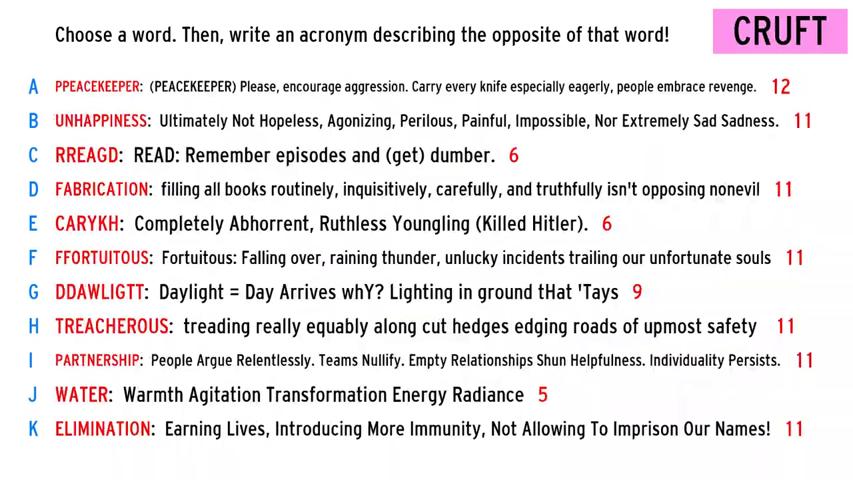 Choose a word. Then, write an acronym describing the opposite of that word!
CRUFT
A PPEACEKEEPER: (PEACEKEEPER) Please, encourage aggression. Carry every knife especially eagerly, people embrace revenge. 12
B UNHAPPINESS: Ultimately Not Hopeless, Agonizing, Perilous, Painful, Impossible, Nor Extremely Sad Sadness. 11
C RREAGD: READ: Remember episodes and (get) dumber. 6
D FABRICATION: filling all books routinely, inquisitively, carefully, and truthfully isn't opposing nonevil 11
E CARYKH: Completely Abhorrent, Ruthless Youngling (Killed Hitler). 6
F FFORTUITOUS: Fortuitous: Falling over, raining thunder, unlucky incidents trailing our unfortunate souls 11
G DDAWLIGTT: Daylight = Day Arrives whY? Lighting in ground tHat 'Tays 9
H TREACHEROUS: treading really equably along cut hedges edging roads of upmost safety 11
I PARTNERSHIP: People Argue Relentlessly. Teams Nullify. Empty Relationships Shun Helpfulness. Individuality Persists. 11
J WATER: Warmth Agitation Transformation Energy Radiance 5
K ELIMINATION: Earning Lives, Introducing More Immunity, Not Allowing To Imprison Our Names! 11